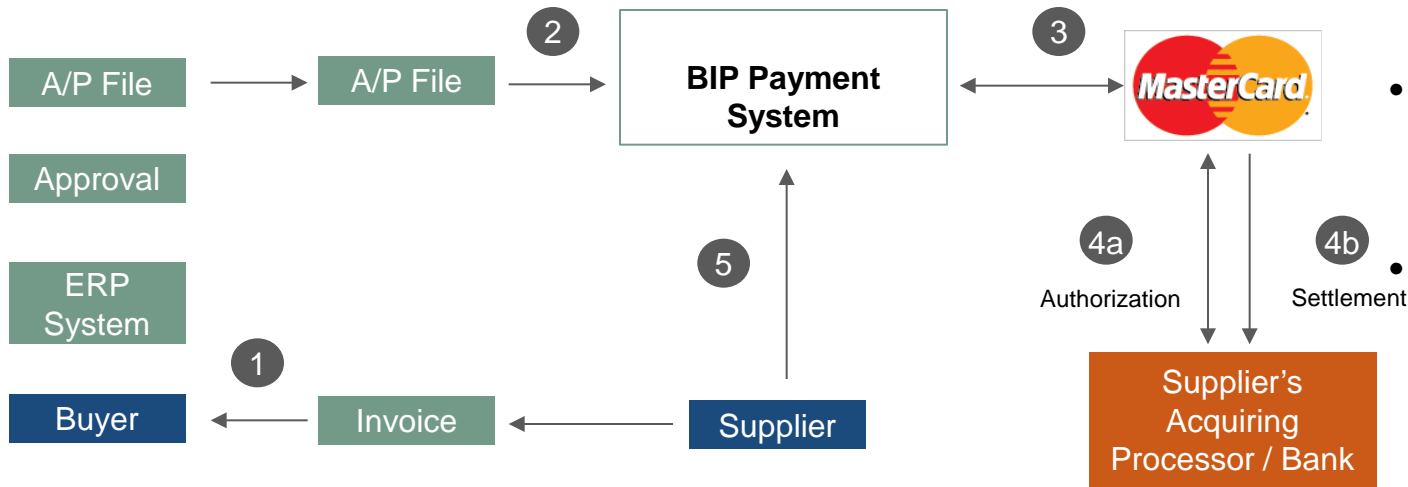 2
3
A/P File
A/P File
BIP Payment
System
MasterCard
•
Approval
5
4a
4b
•
Authorization
Settlement
ERP
System
1
Buyer
Invoice
Supplier
Supplier’s
Acquiring
Processor / Bank